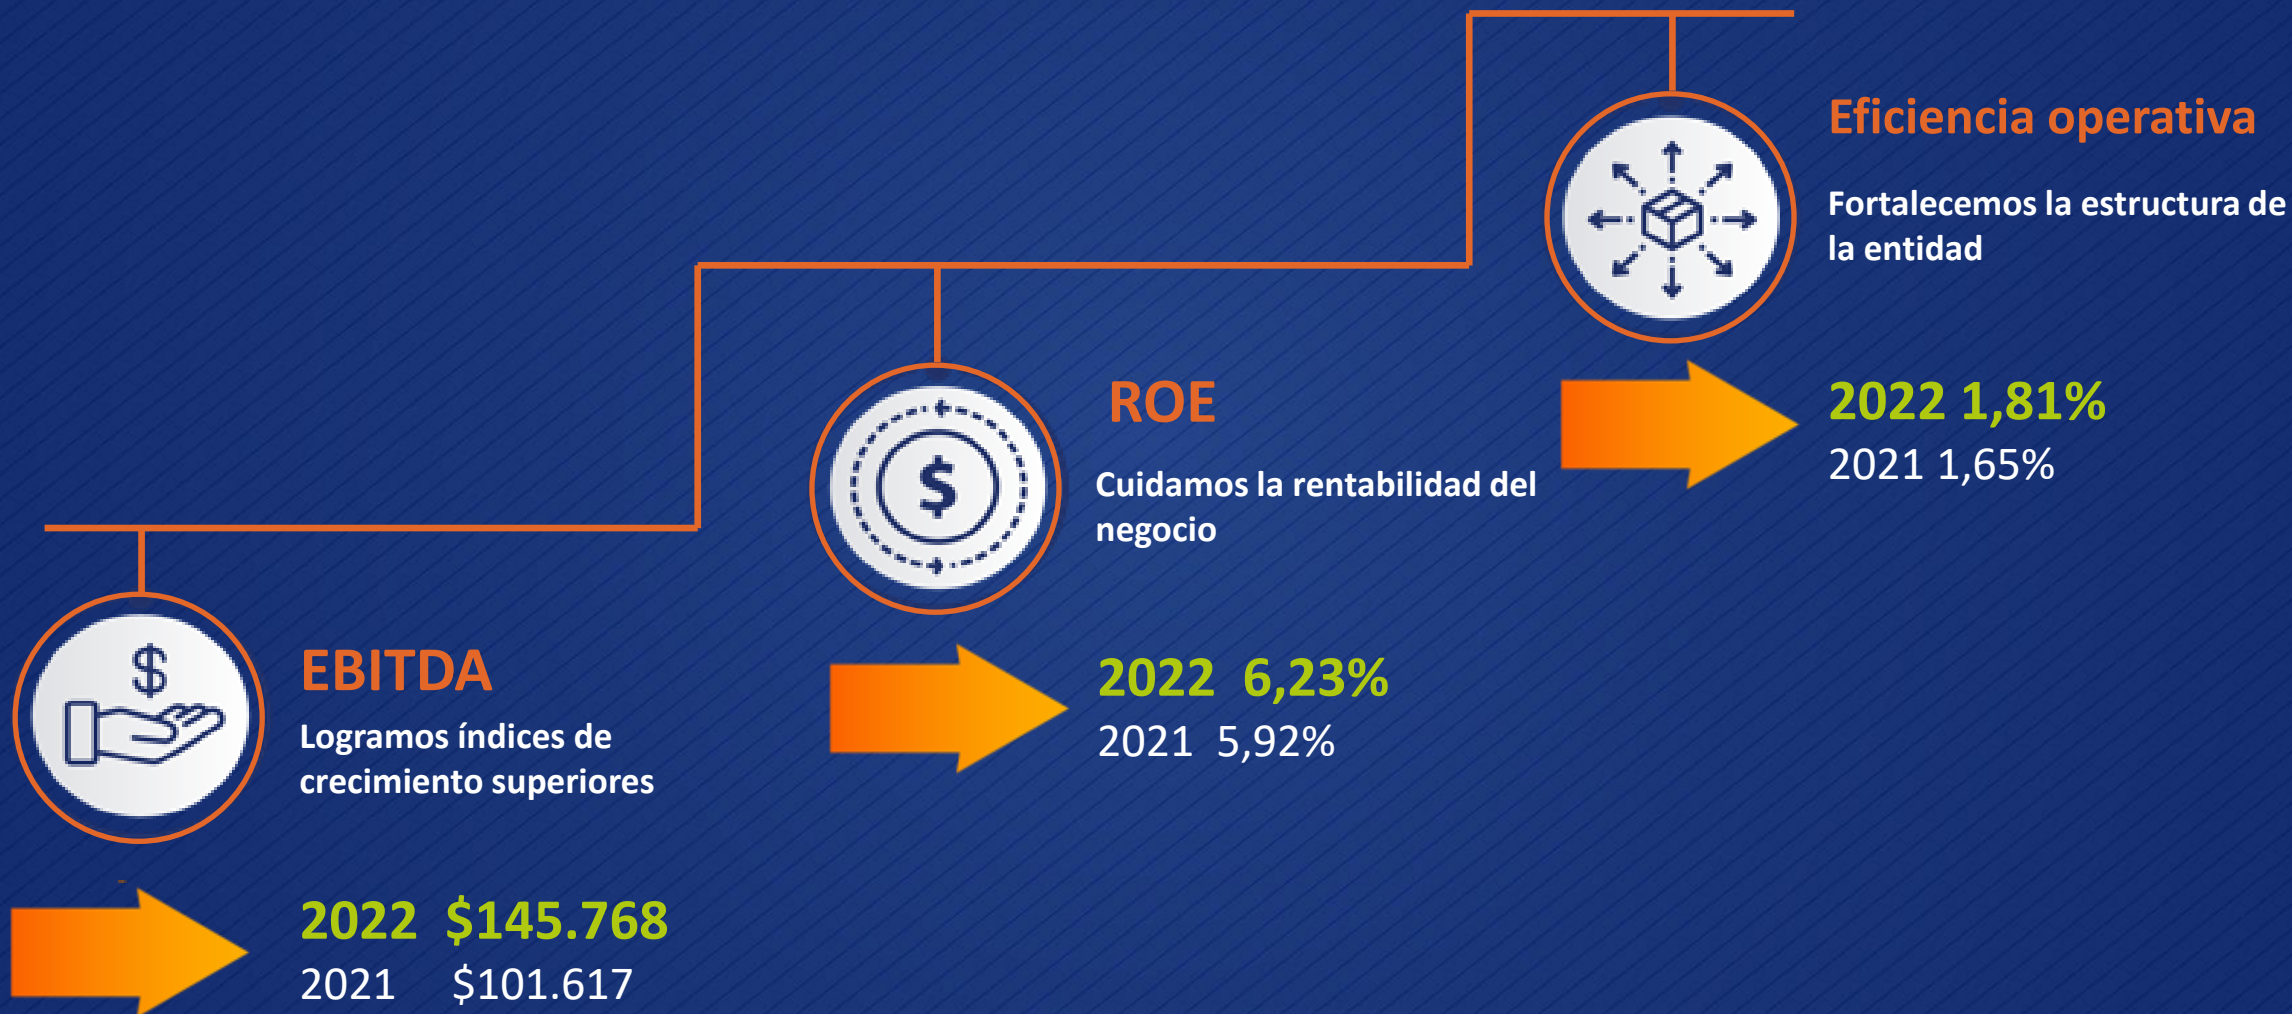 EBITDA
Logramos índices de
crecimiento superiores
2022 $145.768
2021 $101.617
ROE
Cuidamos la rentabilidad del
negocio
2022 6,23%
2021 5,92%
Eficiencia operativa
Fortalecemos la estructura de
la entidad
2022 1,81%
2021 1,65%